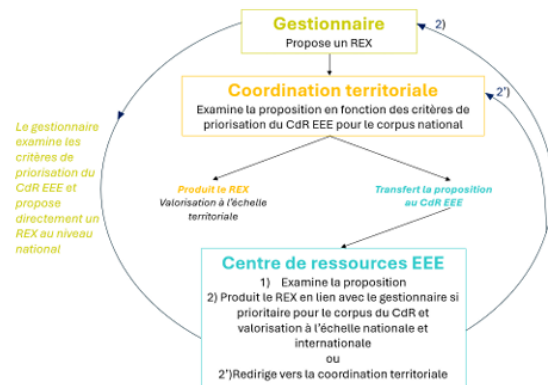 Gestionnaire
Propose un REX
2)
Coordination territoriale
Examine la proposition en fonction des critères de
priorisation du CdR EEE pour le corpus national
2')
Le gestionnaire
examine les
critères de
priorisation du
CdR EEE et
propose
directement un
REX au niveau
national
Produit le REX
Valorisation à l'échelle
territoriale
Transfert la proposition
au CdR EEE
Centre de ressources EEE
1) Examine la proposition
2) Produit le REX en lien avec le gestionnaire si
prioritaire pour le corpus du CdR et
valorisation à l'échelle nationale et
internationale
ou
2')Redirige vers la coordination territoriale